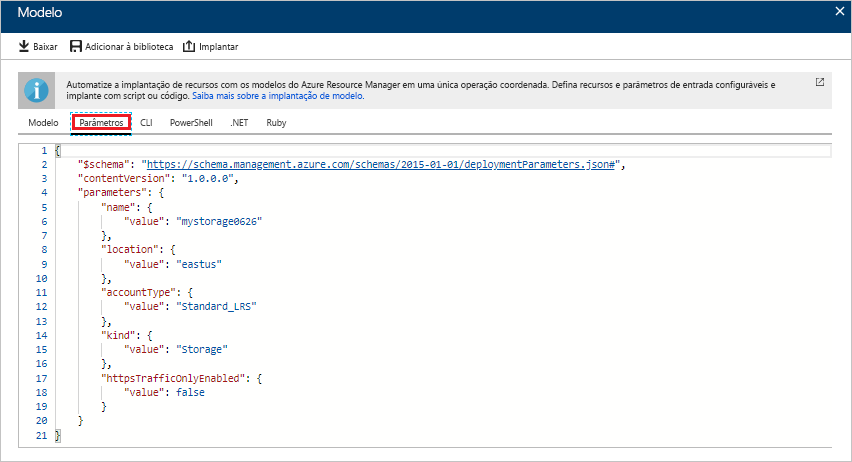 Modelo
Baixar Adicionar à biblioteca Implantar
Automatize a implantação de recursos com os modelos do Azure Resource Manager em uma única operação coordenada. Defina recursos e parâmetros de entrada configuráveis e
implante com script ou código. Saiba mais sobre a implantação de modelo.
Modelo Parâmetros CLI PowerShell .NET Ruby
1 {
2 "$schema": "https://schema.management.azure.com/schemas/2015-01-01/deploymentParameters.json#",
3 "contentVersion": "1.0.0.0",
4 "parameters": {
5 "name": {
6 "value": "mystorage0626"
7 },
8 "location": {
9 "value": "eastus"
10 },
11 "accountType": {
12 "value": "Standard_LRS"
13 },
14 "kind": {
15 "value": "Storage"
16 },
17 "httpsTrafficOnlyEnabled": {
18 "value": false
19 }
20 }
21 }